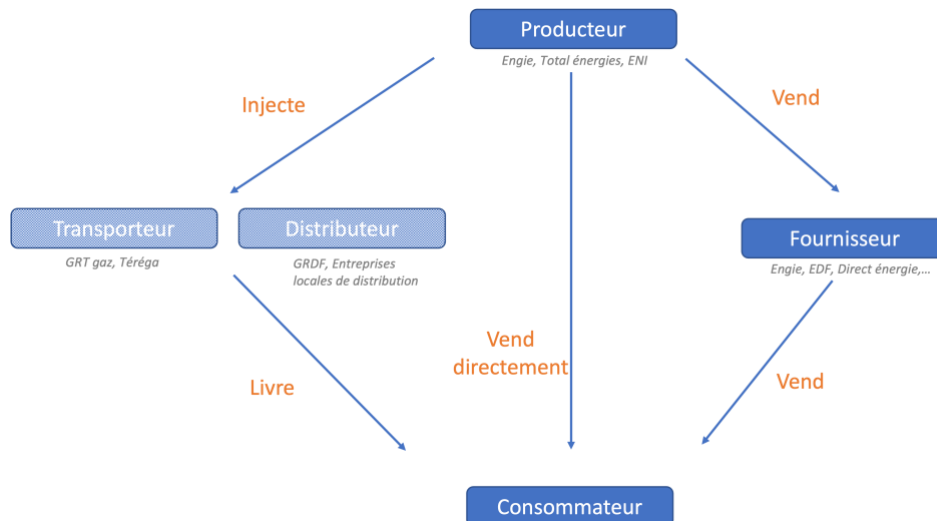 Producteur
Engie, Total énergies, ENI
Injecte
Vend
Transporteur
Distributeur
Fournisseur
GRT gaz, Téréga
GRDF, Entreprises
locales de distribution
Engie, EDF, Direct énergie,...
Vend
directement
Livre
Vend
Consommateur